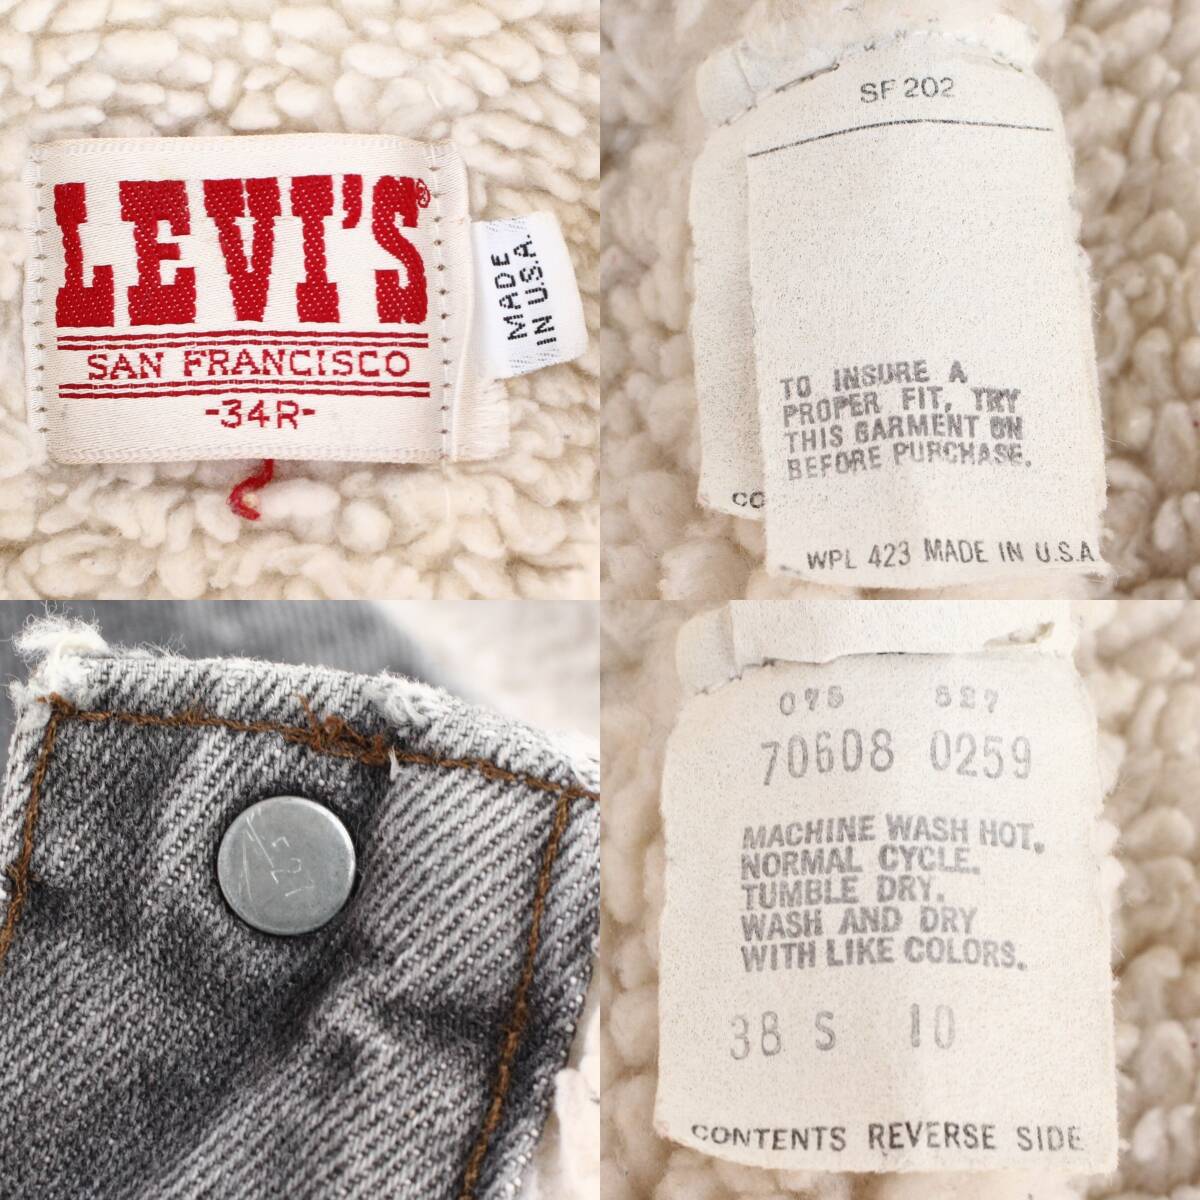 LEVI'S®
SAN FRANCISCO
-34R-
MADE
IN U.S.A.
SF 202
TO INSURE A
PROPER FIT, TRY
THIS GARMENT ON
BEFORE PURCHASE.
CO
WPL 423 MADE IN U.S.A
527
075 527
70608 0259
MACHINE WASH HOT,
NORMAL CYCLE.
TUMBLE DRY.
WASH AND DRY
WITH LIKE COLORS.
38 S 10
CONTENTS REVERSE SIDE